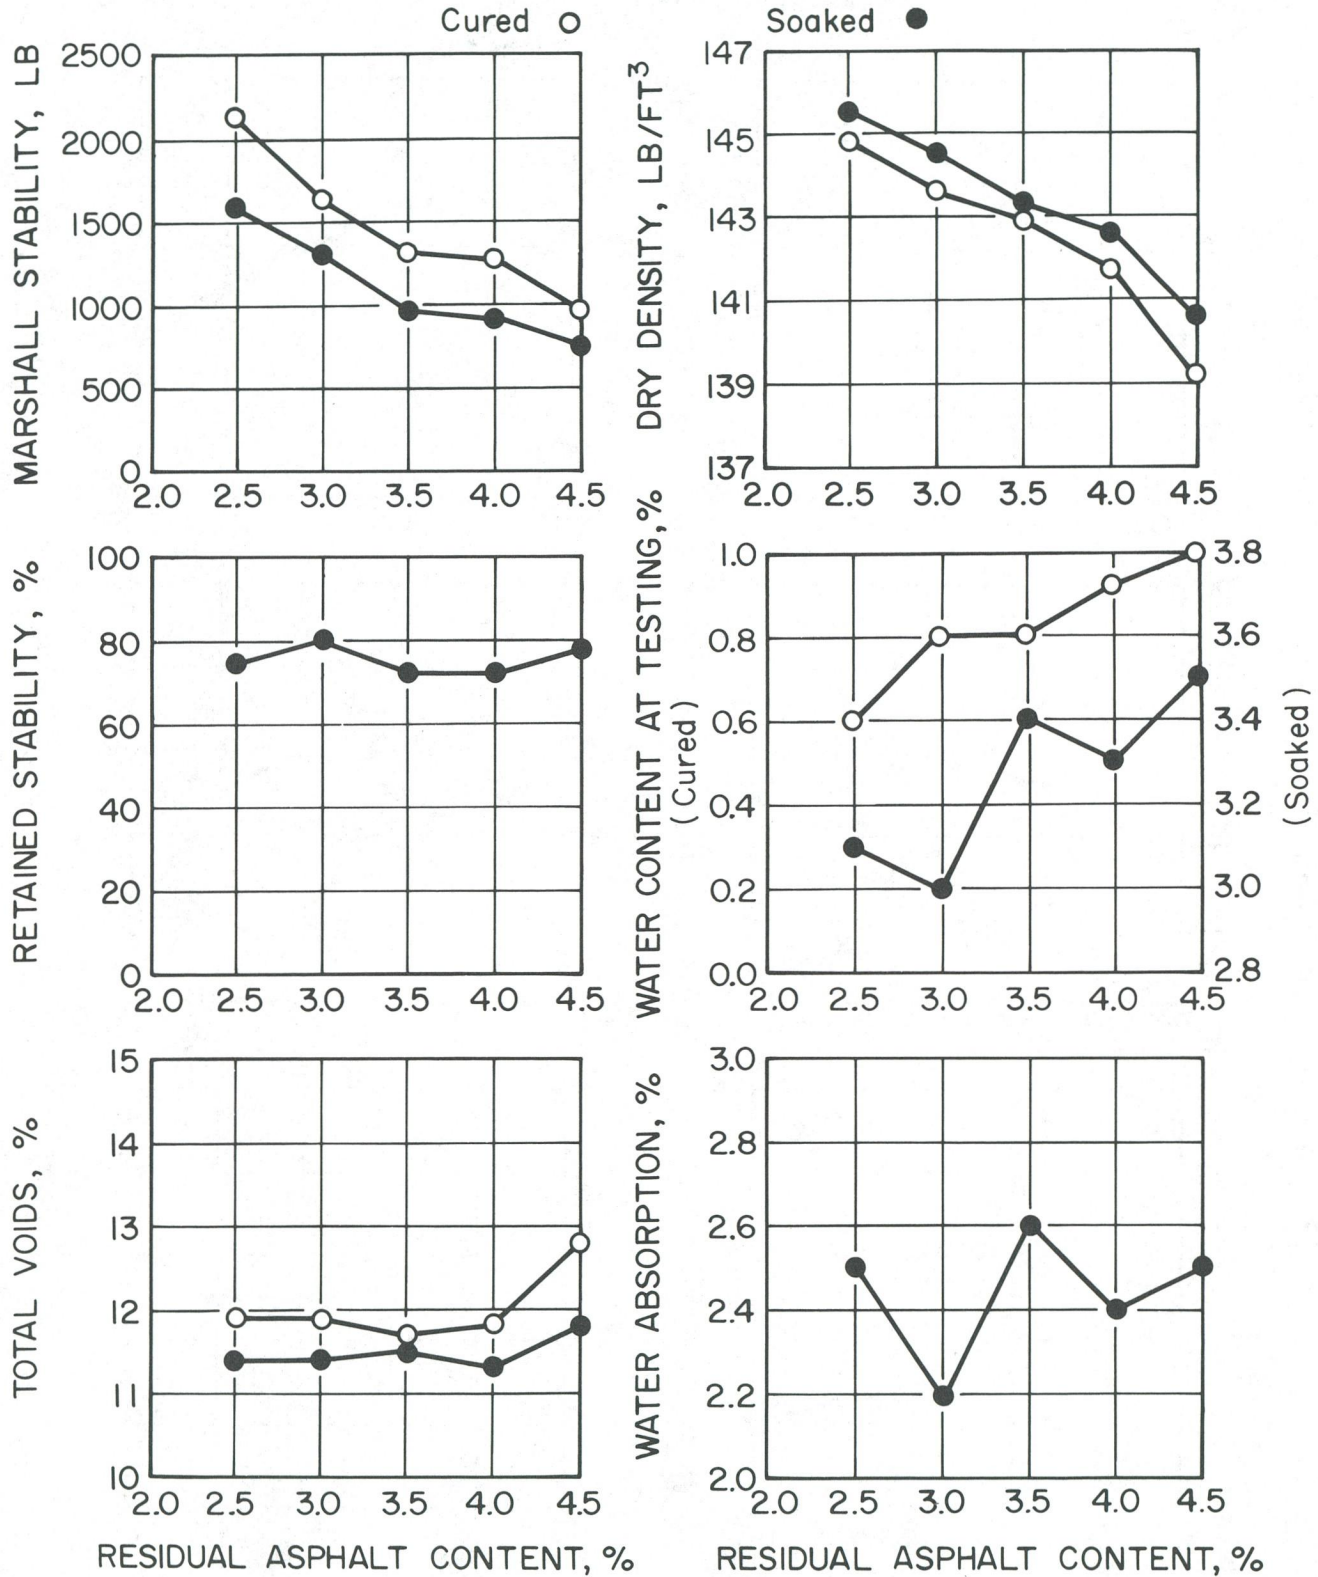 Cured
Soaked
MARSHALL STABILITY, LB
2500
2000
1500
1000
500
0
2.0 2.5 3.0 3.5 4.0 4.5
DRY DENSITY, LB/FT³
147
145
143
141
139
137
2.0 2.5 3.0 3.5 4.0 4.5
RETAINED STABILITY, %
100
80
60
40
20
0
2.0 2.5 3.0 3.5 4.0 4.5
WATER CONTENT AT TESTING, %
(Cured)
1.0
0.8
0.6
0.4
0.2
0.0
3.8
3.6
3.4
3.2
3.0
2.8
(Soaked)
2.0 2.5 3.0 3.5 4.0 4.5
TOTAL VOIDS, %
15
14
13
12
11
10
2.0 2.5 3.0 3.5 4.0 4.5
RESIDUAL ASPHALT CONTENT, %
WATER ABSORPTION, %
3.0
2.8
2.6
2.4
2.2
2.0
2.0 2.5 3.0 3.5 4.0 4.5
RESIDUAL ASPHALT CONTENT, %